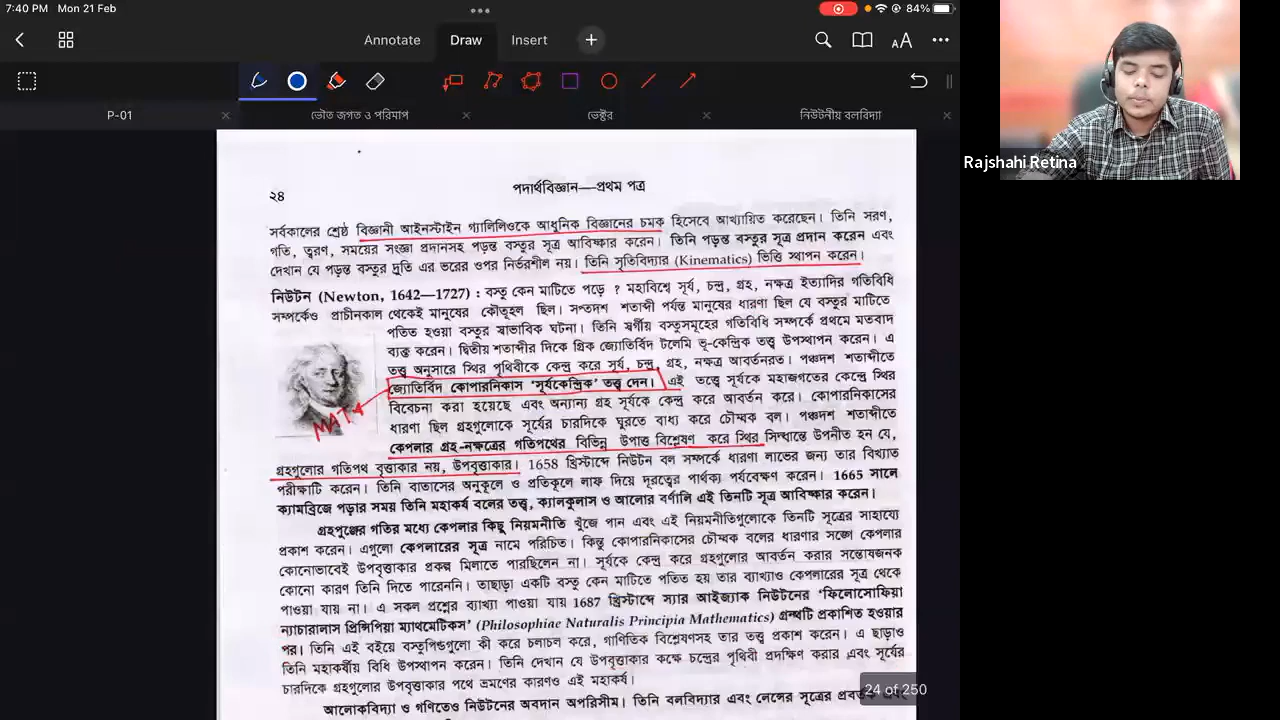 7:40 PM Mon 21 Feb
84%
Annotate Draw Insert
AA
P-01 ভৌত জগত ও পরিমাপ ভেক্টর নিউটনীয় বলবিদ্যা
Rajshahi Retina
২৪ পদার্থবিজ্ঞান—প্রথম পত্র
সর্বকালের শ্রেষ্ঠ বিজ্ঞানী আইনস্টাইন গ্যালিলিওকে আধুনিক বিজ্ঞানের চমক হিসেবে আখ্যায়িত করেছেন। তিনি সরণ,
গতি, ত্বরণ, সময়ের সংজ্ঞা প্রদানসহ পড়ন্ত বস্তুর সূত্র আবিষ্কার করেন। তিনি পড়ন্ত বস্তুর সূত্র প্রদান করেন এবং
দেখান যে পড়ন্ত বস্তুর দ্রুতি এর ভরের ওপর নির্ভরশীল নয়। তিনি সৃতিবিদ্যার (Kinematics) ভিত্তি স্থাপন করেন।
নিউটন (Newton, 1642—1727) : বস্তু কেন মাটিতে পড়ে ? মহাবিশ্বে সূর্য, চন্দ্র, গ্রহ, নক্ষত্র ইত্যাদির গতিবিধি
সম্পর্কেও প্রাচীনকাল থেকেই মানুষের কৌতূহল ছিল। সপ্তদশ শতাব্দী পর্যন্ত মানুষের ধারণা ছিল যে বস্তুর মাটিতে
পতিত হওয়া বস্তুর স্বাভাবিক ঘটনা। তিনি স্বর্গীয় বস্তুসমূহের গতিবিধি সম্পর্কে প্রথমে মতবাদ
ব্যক্ত করেন। দ্বিতীয় শতাব্দীর দিকে গ্রিক জ্যোতির্বিদ টলেমি ভূ-কেন্দ্রিক তত্ত্ব উপস্থাপন করেন। এ
তত্ত্ব অনুসারে স্থির পৃথিবীকে কেন্দ্র করে সূর্য, চন্দ্র, গ্রহ, নক্ষত্র আবর্তনরত। পঞ্চদশ শতাব্দীতে
জ্যোতির্বিদ কোপারনিকাস ‘সূর্যকেন্দ্রিক’ তত্ত্ব দেন। এই তত্ত্বে সূর্যকে মহাজগতের কেন্দ্রে স্থির
বিবেচনা করা হয়েছে এবং অন্যান্য গ্রহ সূর্যকে কেন্দ্র করে আবর্তন করে। কোপারনিকাসের
MAT
ধারণা ছিল গ্রহগুলোকে সূর্যের চারদিকে ঘুরতে বাধ্য করে চৌম্বক বল। পঞ্চদশ শতাব্দীতে
কেপলার গ্রহ-নক্ষত্রের গতিপথের বিভিন্ন উপাত্ত বিশ্লেষণ করে স্থির সিদ্ধান্তে উপনীত হন যে,
গ্রহগুলোর গতিপথ বৃত্তাকার নয়, উপবৃত্তাকার। 1658 খ্রিস্টাব্দে নিউটন বল সম্পর্কে ধারণা লাভের জন্য তার বিখ্যাত
পরীক্ষাটি করেন। তিনি বাতাসের অনুকূলে ও প্রতিকূলে লাফ দিয়ে দূরত্বের পার্থক্য পর্যবেক্ষণ করেন। 1665 সালে
ক্যামব্রিজে পড়ার সময় তিনি মহাকর্ষ বলের তত্ত্ব, ক্যালকুলাস ও আলোর বর্ণালি এই তিনটি সূত্র আবিষ্কার করেন।
গ্রহপুঞ্জের গতির মধ্যে কেপলার কিছু নিয়মনীতি খুঁজে পান এবং এই নিয়মনীতিগুলোকে তিনটি সূত্রের সাহায্যে
প্রকাশ করেন। এগুলো কেপলারের সূত্র নামে পরিচিত। কিন্তু কোপারনিকাসের চৌম্বক বলের ধারণার সঙ্গে কেপলার
কোনোভাবেই উপবৃত্তাকার প্রকল্প মিলাতে পারছিলেন না। সূর্যকে কেন্দ্র করে গ্রহগুলোর আবর্তন করার সন্তোষজনক
কোনো কারণ তিনি দিতে পারেননি। তাছাড়া একটি বস্তু কেন মাটিতে পতিত হয় তার ব্যাখ্যাও কেপলারের সূত্র থেকে
পাওয়া যায় না। এ সকল প্রশ্নের ব্যাখ্যা পাওয়া যায় 1687 খ্রিস্টাব্দে স্যার আইজ্যাক নিউটনের ‘ফিলোসোফিয়া
ন্যাচারালাস প্রিন্সিপিয়া ম্যাথমেটিকস’ (Philosophiae Naturalis Principia Mathematics) গ্রন্থটি প্রকাশিত হওয়ার
পর। তিনি এই বইয়ে বস্তুপিন্ডগুলো কী করে চলাচল করে, গাণিতিক বিশ্লেষণসহ তার তত্ত্ব প্রকাশ করেন। এ ছাড়াও
তিনি মহাকর্ষীয় বিধি উপস্থাপন করেন। তিনি দেখান যে উপবৃত্তাকার কক্ষে চন্দ্রের পৃথিবী প্রদক্ষিণ করার এবং সূর্যের
চারদিকে গ্রহগুলোর উপবৃত্তাকার পথে ভ্রমণের কারণও এই মহাকর্ষ।
24 of 250
আলোকবিদ্যা ও গণিতেও নিউটনের অবদান অপরিসীম। তিনি বলবিদ্যার এবং লেন্সের সূত্রের